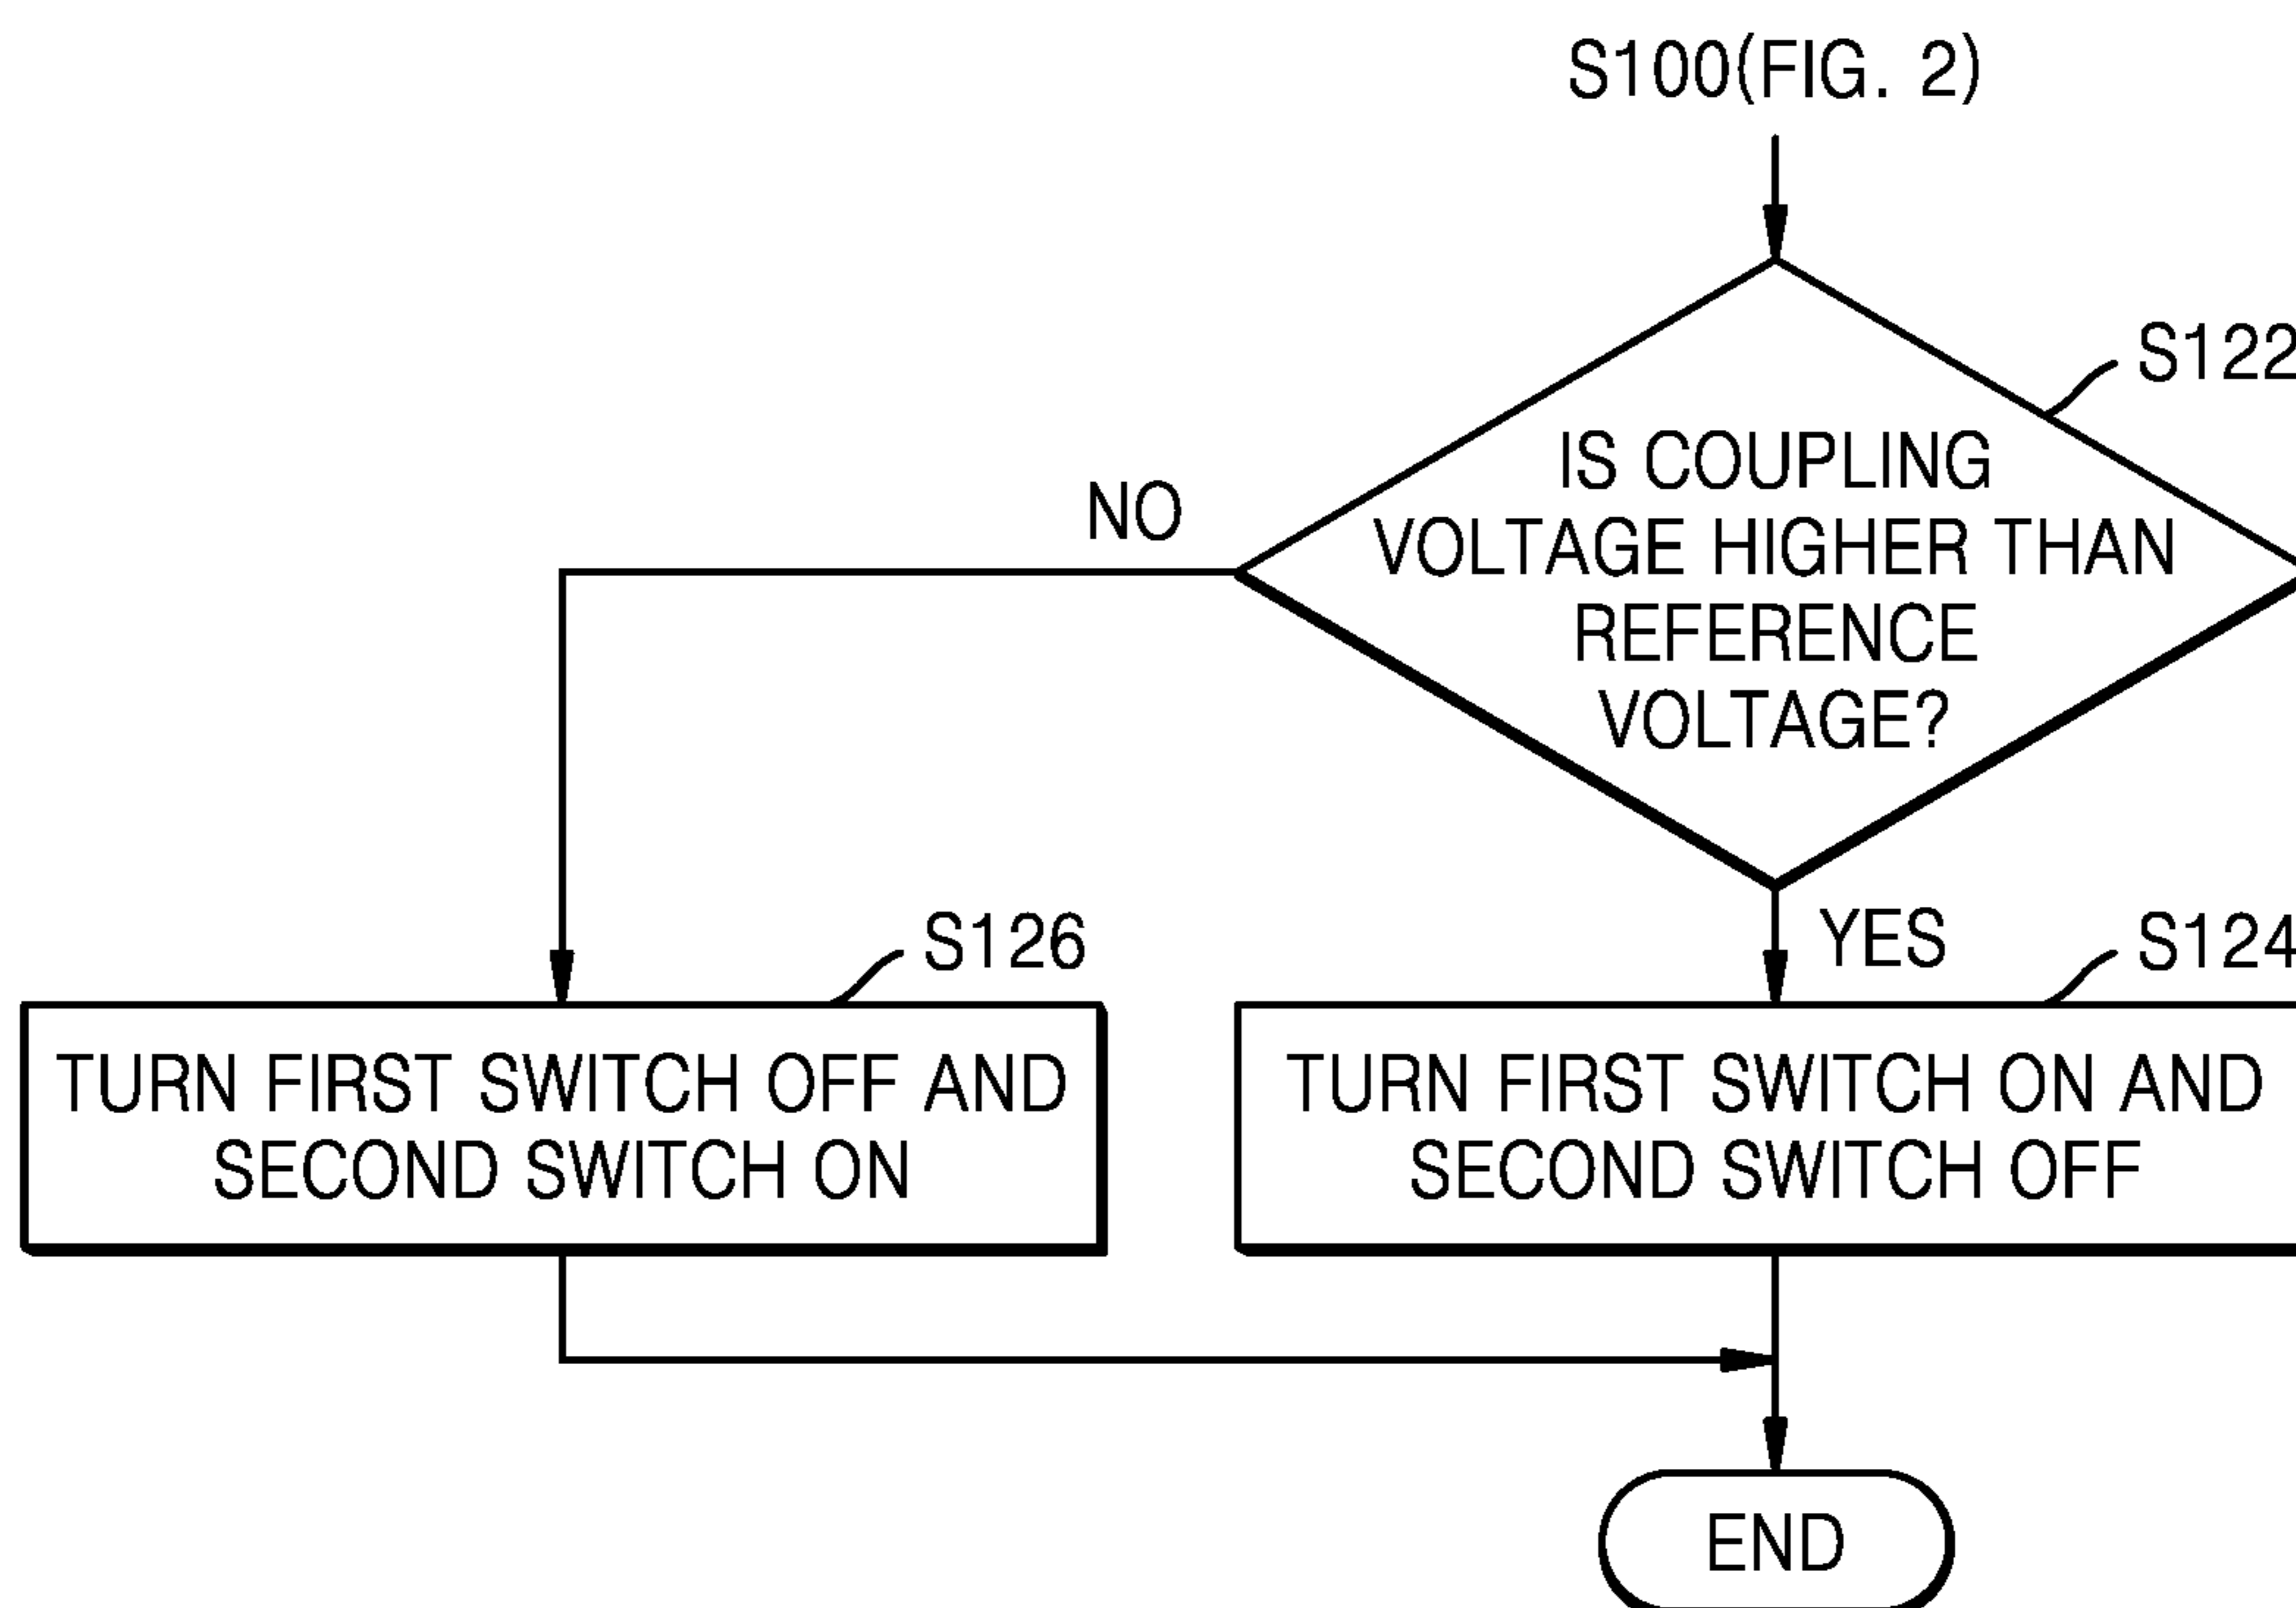 S100(FIG. 2)
S122
IS COUPLING
VOLTAGE HIGHER THAN
REFERENCE
VOLTAGE?
NO
YES
S126
S124
TURN FIRST SWITCH OFF AND
SECOND SWITCH ON
TURN FIRST SWITCH ON AND
SECOND SWITCH OFF
END